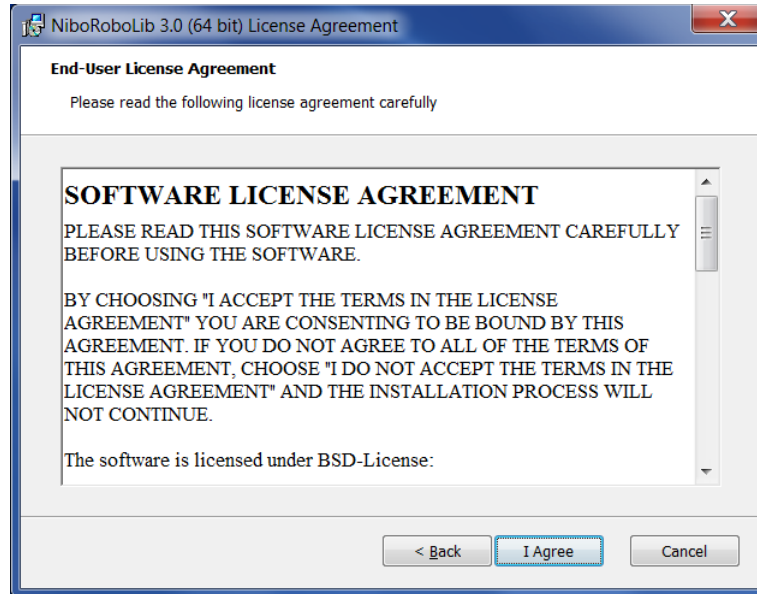 NiboRoboLib 3.0 (64 bit) License Agreement
End-User License Agreement
Please read the following license agreement carefully
SOFTWARE LICENSE AGREEMENT
PLEASE READ THIS SOFTWARE LICENSE AGREEMENT CAREFULLY
BEFORE USING THE SOFTWARE.
BY CHOOSING "I ACCEPT THE TERMS IN THE LICENSE
AGREEMENT" YOU ARE CONSENTING TO BE BOUND BY THIS
AGREEMENT. IF YOU DO NOT AGREE TO ALL OF THE TERMS OF
THIS AGREEMENT, CHOOSE "I DO NOT ACCEPT THE TERMS IN THE
LICENSE AGREEMENT" AND THE INSTALLATION PROCESS WILL
NOT CONTINUE.
The software is licensed under BSD-License:
< Back
I Agree
Cancel